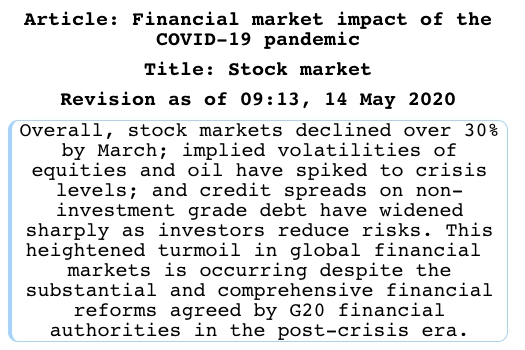 Article: Financial market impact of the
COVID-19 pandemic
Title: Stock market
Revision as of 09:13, 14 May 2020
Overall, stock markets declined over 30%
by March; implied volatilities of
equities and oil have spiked to crisis
levels; and credit spreads on non-
investment grade debt have widened
sharply as investors reduce risks. This
heightened turmoil in global financial
markets is occurring despite the
substantial and comprehensive financial
reforms agreed by G20 financial
authorities in the post-crisis era.